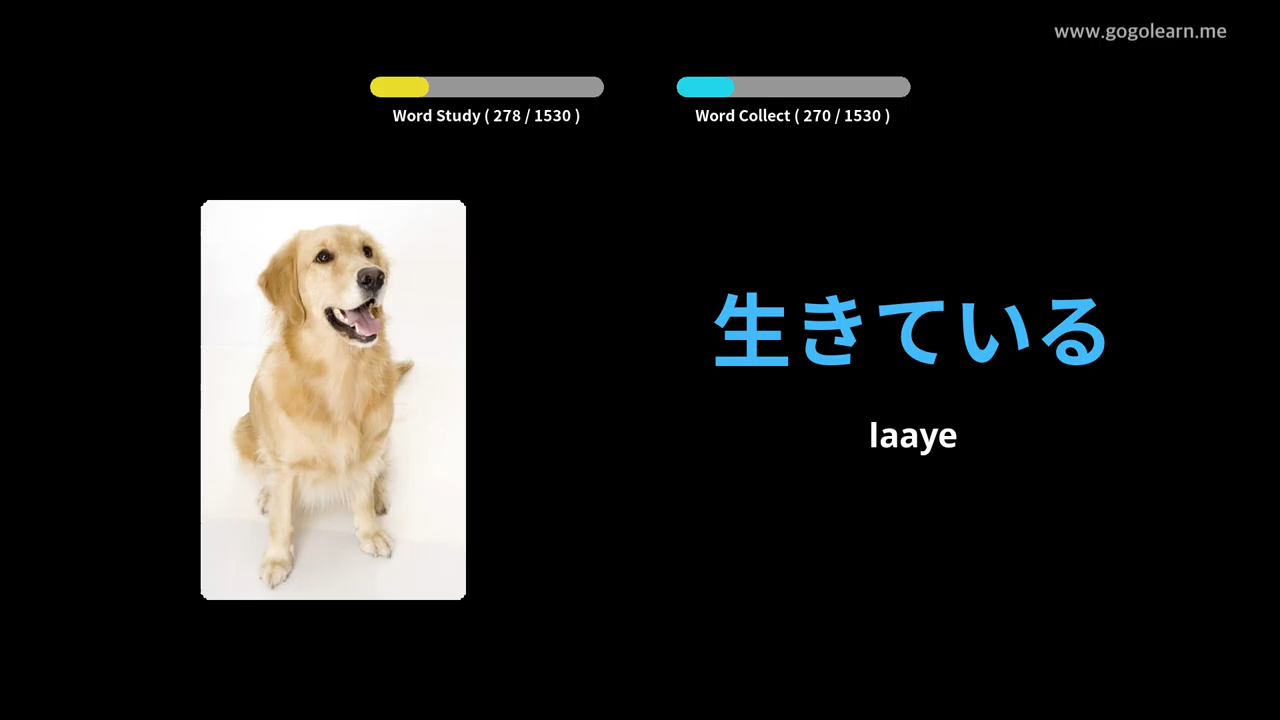 www.gogolearn.me
Word Study ( 278 / 1530 )
Word Collect ( 270 / 1530 )
生きている
laaye